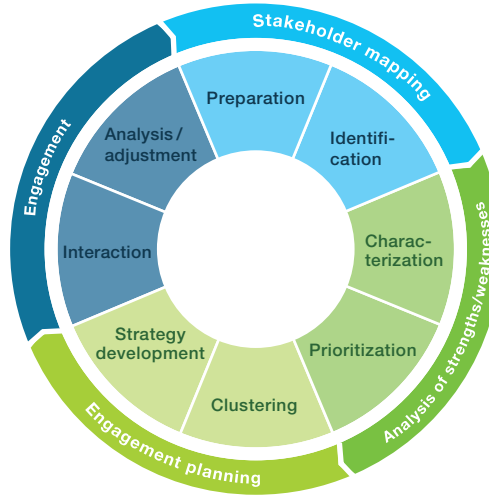 Stakeholder mapping
Preparation
Identifi-
cation
Analysis of strengths/weaknesses
Charac-
terization
Prioritization
Engagement planning
Clustering
Strategy
development
Engagement
Interaction
Analysis /
adjustment